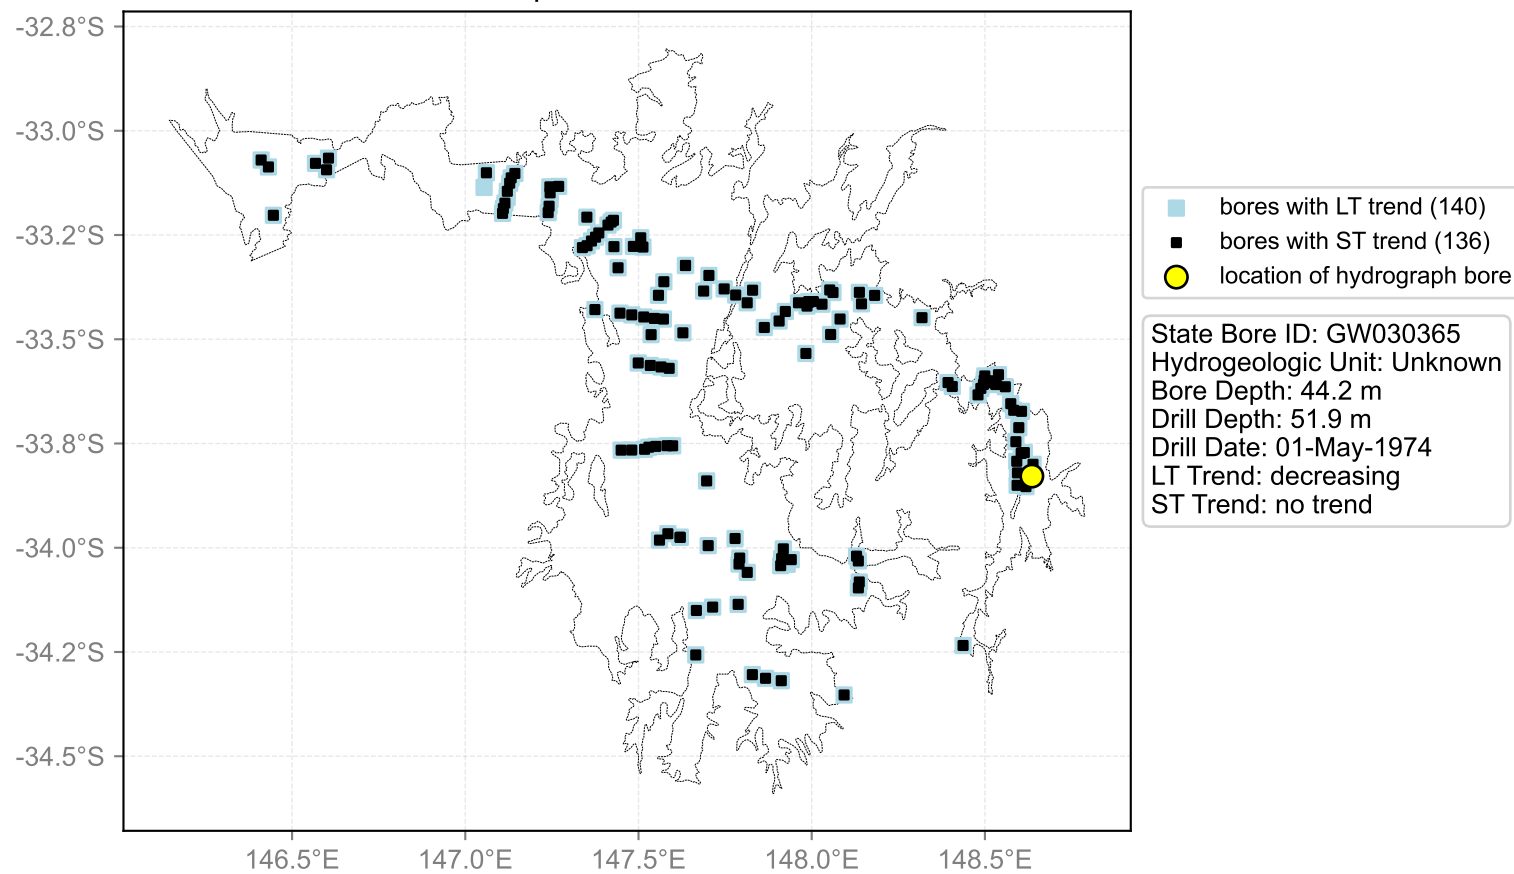 -32.8°S
-33.0°S
-33.2°S
-33.5°S
-33.8°S
-34.0°S
-34.2°S
-34.5°S
146.5°E
147.0°E
147.5°E
148.0°E
148.5°E
bores with LT trend (140)
bores with ST trend (136)
location of hydrograph bore
State Bore ID: GW030365
Hydrogeologic Unit: Unknown
Bore Depth: 44.2 m
Drill Depth: 51.9 m
Drill Date: 01-May-1974
LT Trend: decreasing
ST Trend: no trend